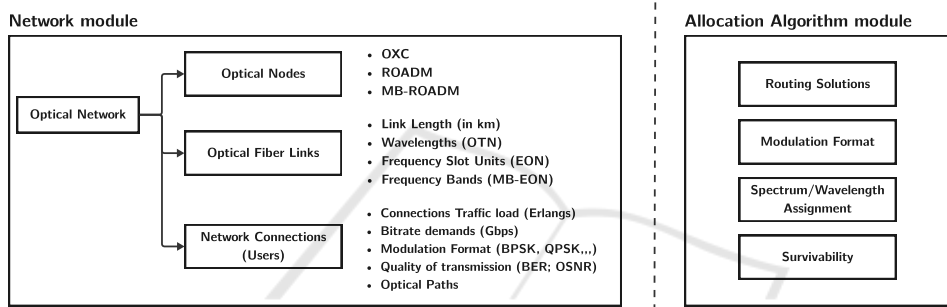 Network module
Optical Network
Optical Nodes
• OXC
• ROADM
• MB-ROADM
Optical Fiber Links
• Link Length (in km)
• Wavelengths (OTN)
• Frequency Slot Units (EON)
• Frequency Bands (MB-EON)
Network Connections
(Users)
• Connections Traffic load (Erlangs)
• Bitrate demands (Gbps)
• Modulation Format (BPSK, QPSK,,,)
• Quality of transmission (BER; OSNR)
• Optical Paths
Allocation Algorithm module
Routing Solutions
Modulation Format
Spectrum/Wavelength
Assignment
Survivability